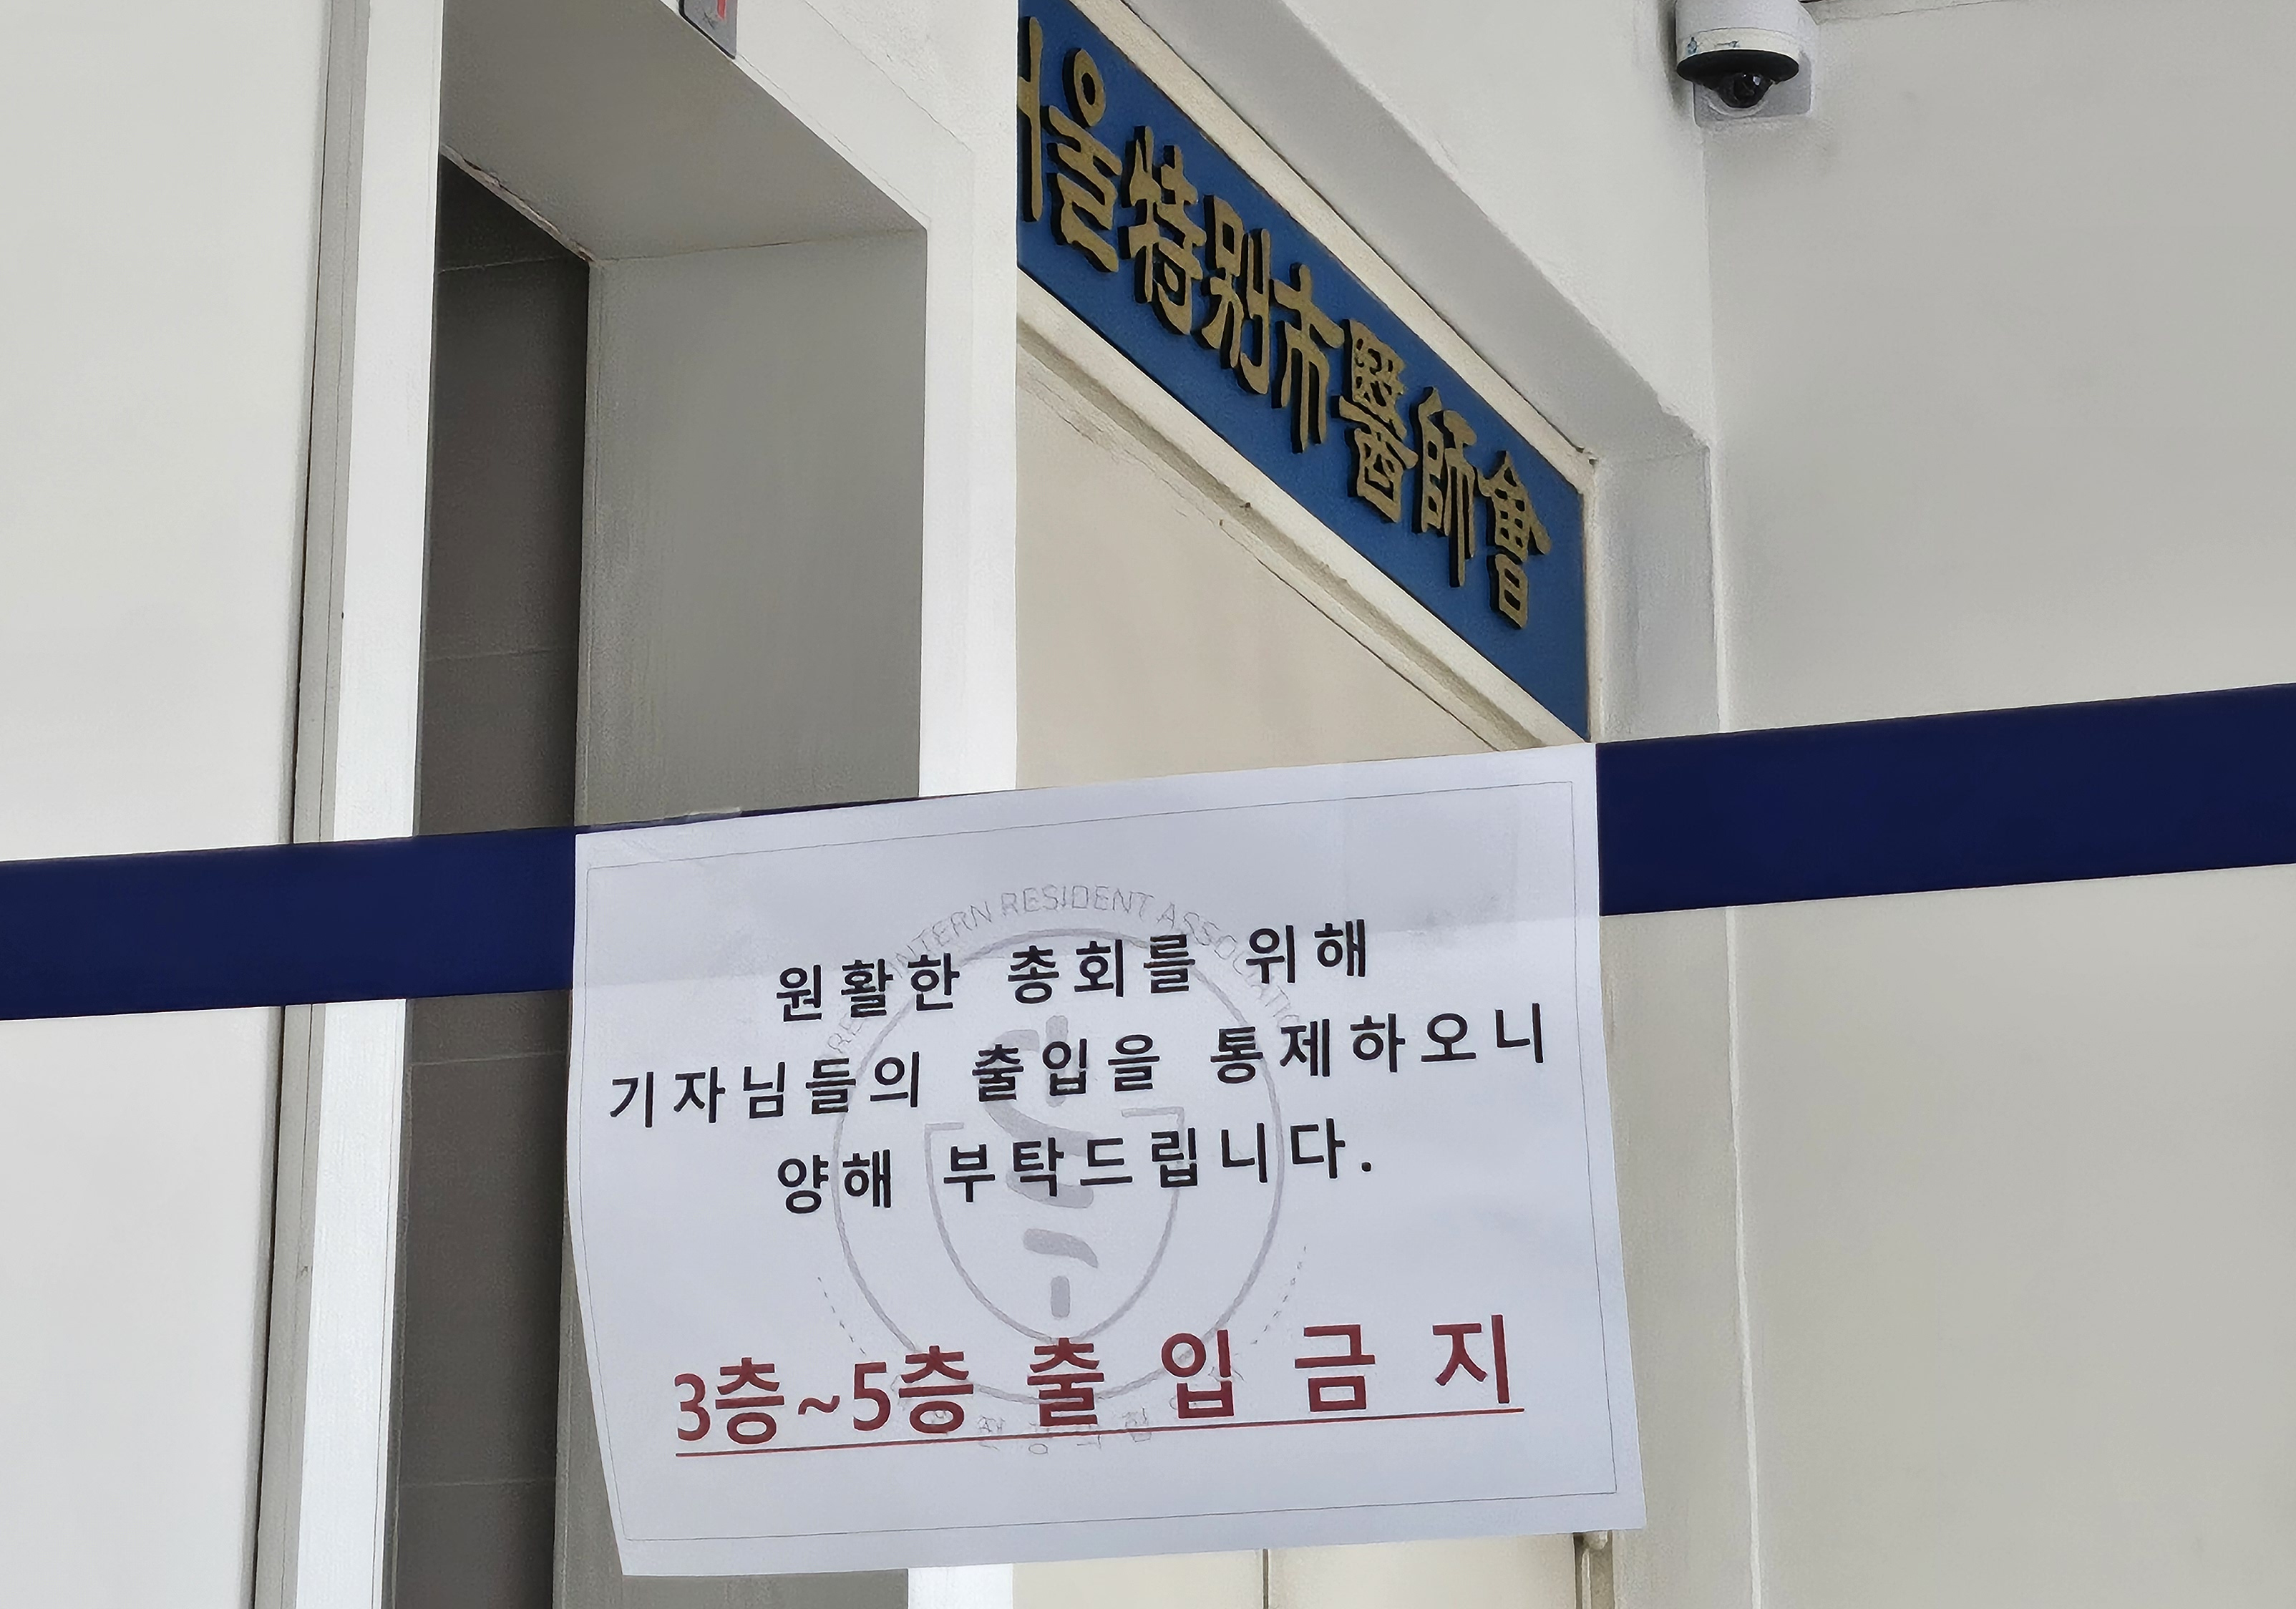 울特別市醫師會
INTERN RESIDENT ASSOCIATION
원활한 총회를 위해
기자님들의 출입을 통제하오니
양해 부탁드립니다.
3층~5층 출입금지